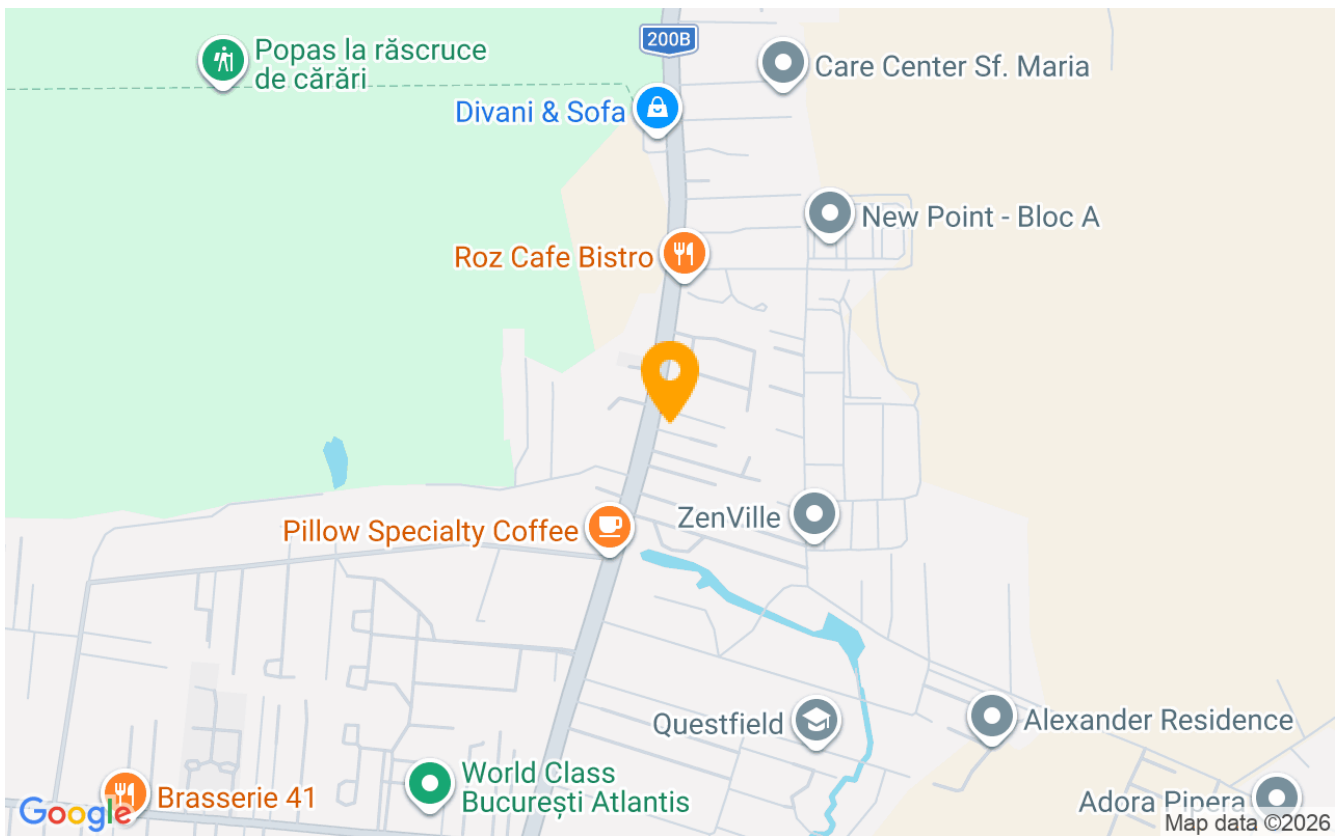 200B
Popas la răscruce
de cărări
Care Center Sf. Maria
Divani & Sofa
New Point - Bloc A
Roz Cafe Bistro
ZenVille
Pillow Specialty Coffee
Questfield
Alexander Residence
World Class
București Atlantis
Brasserie 41
Adora Pipera
Google
Map data ©2026